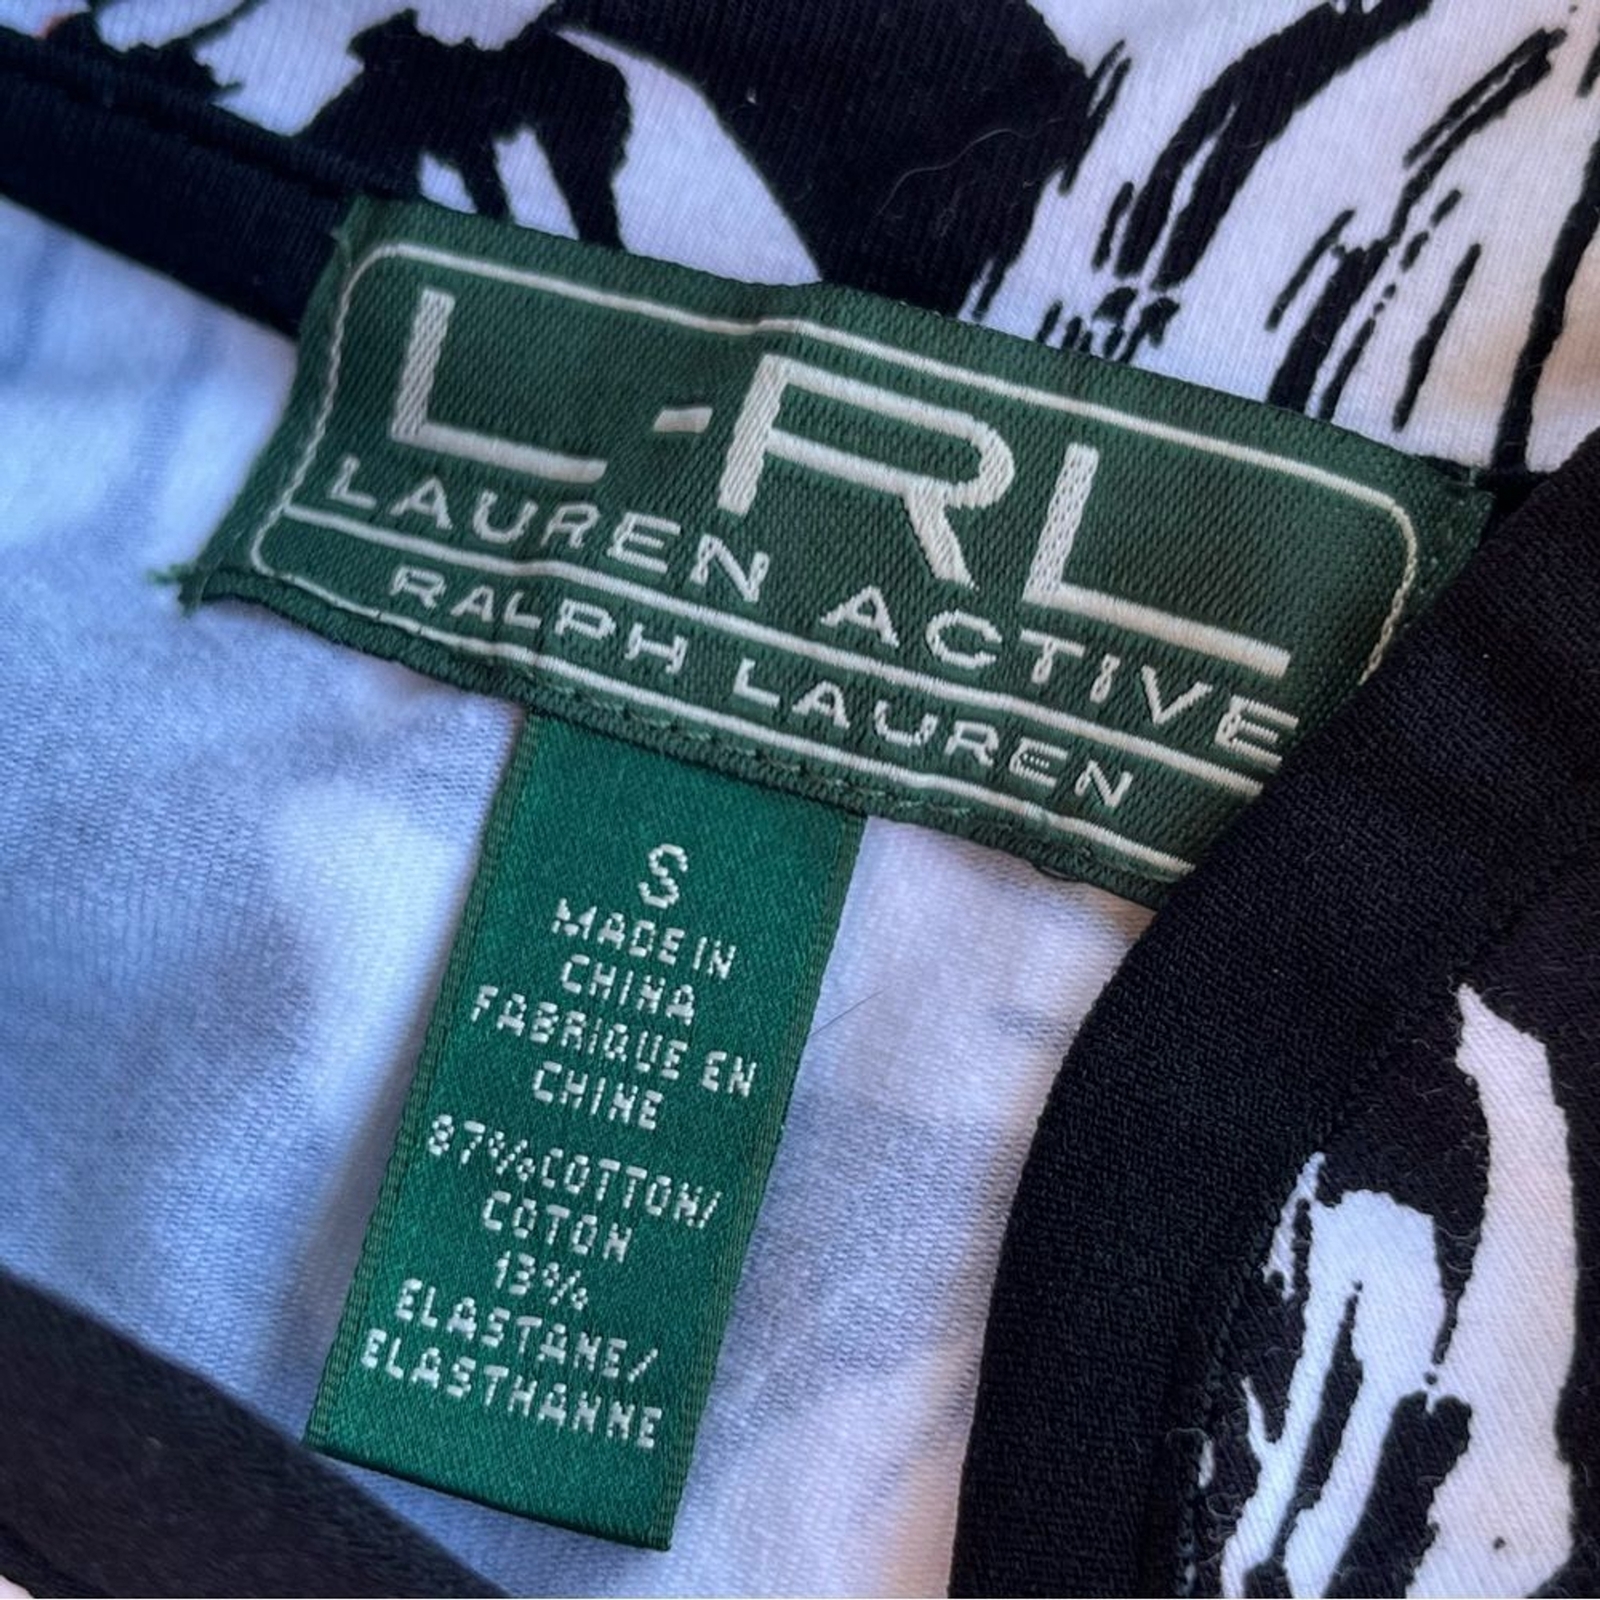 L-RL
LAUREN ACTIVE
RALPH LAUREN
S
MADE IN
CHINA
FABRIQUE EN
CHINE
87% COTTON/
COTON
13%
ELASTANE/
ELASTHANNE